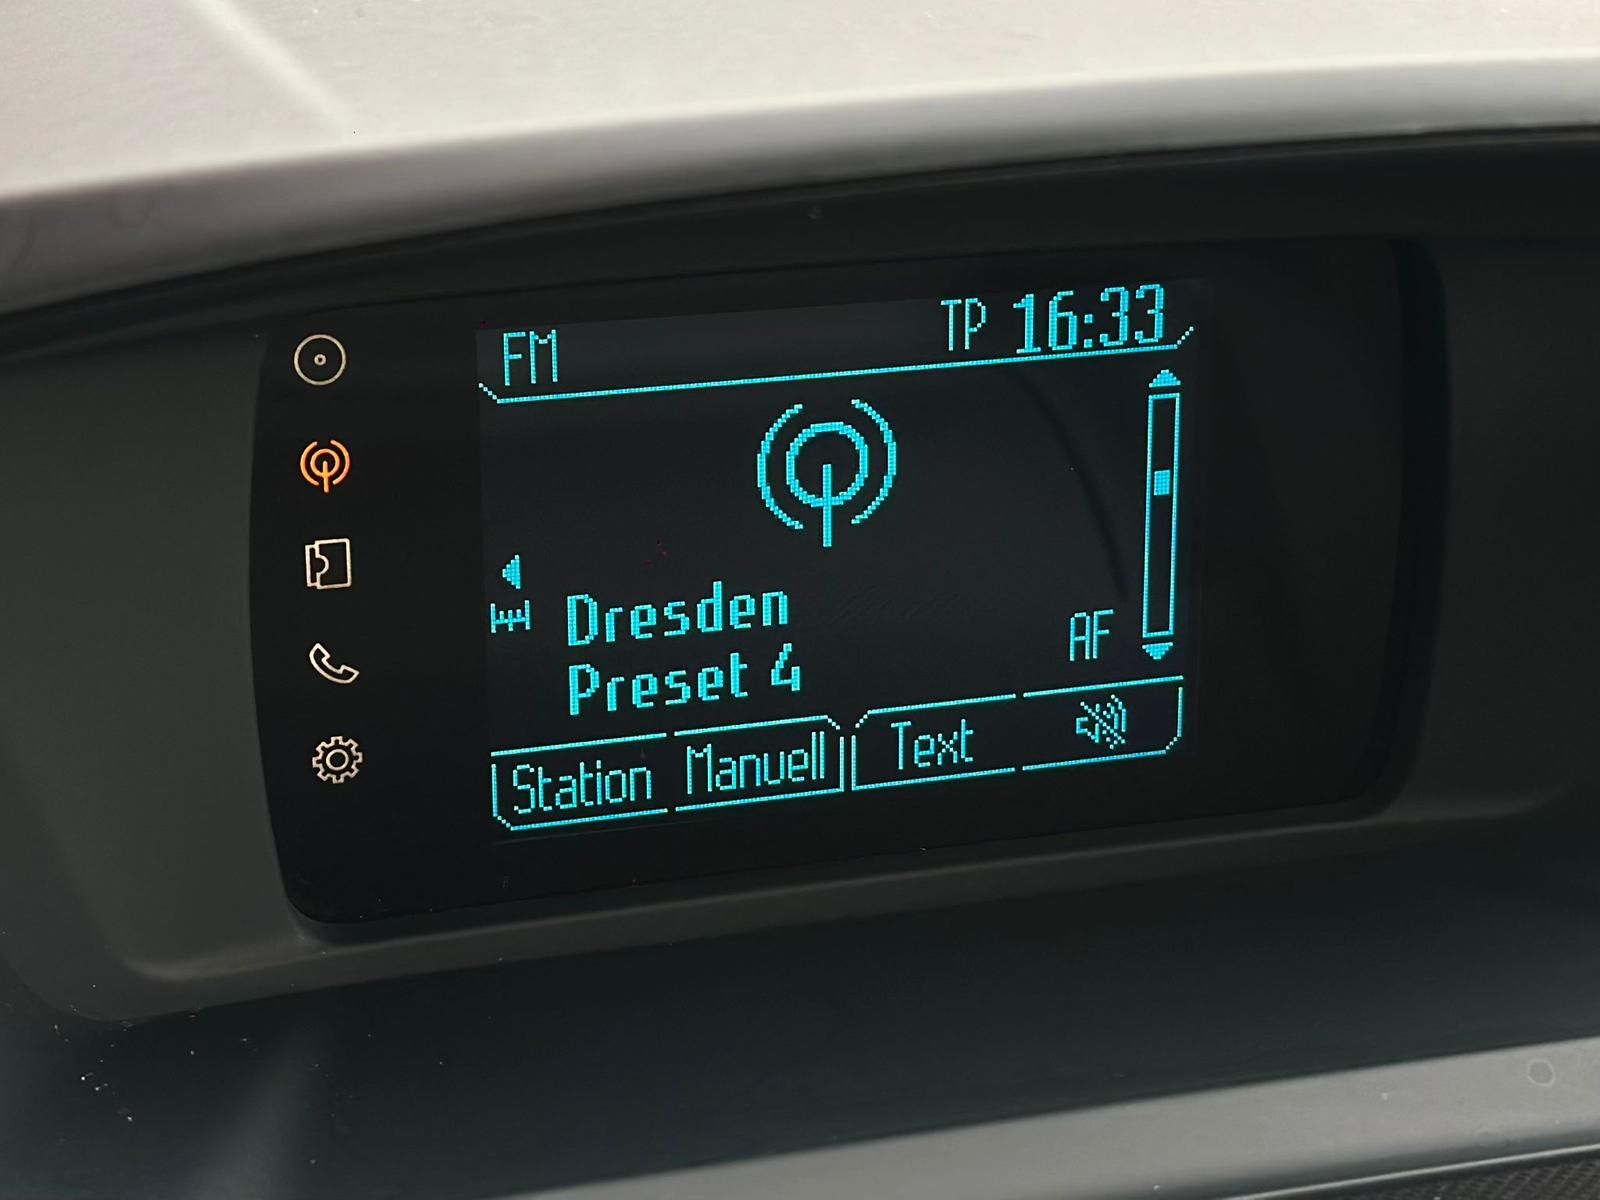 FM TP 16:33
Dresden
Preset 4 AF
Station Manuell Text